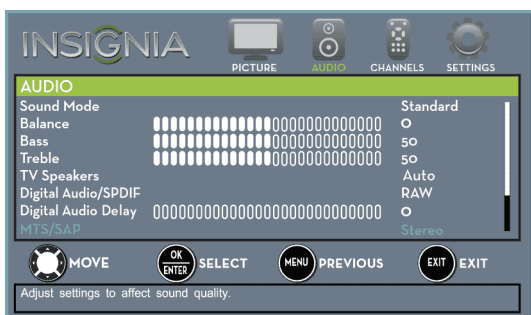 INSIGNIA
PICTURE AUDIO CHANNELS SETTINGS
AUDIO
Sound Mode Standard
Balance 0
Bass 50
Treble 50
TV Speakers Auto
Digital Audio/SPDIF RAW
Digital Audio Delay 0
MTS/SAP Stereo
MOVE OK ENTER SELECT MENU PREVIOUS EXIT EXIT
Adjust settings to affect sound quality.